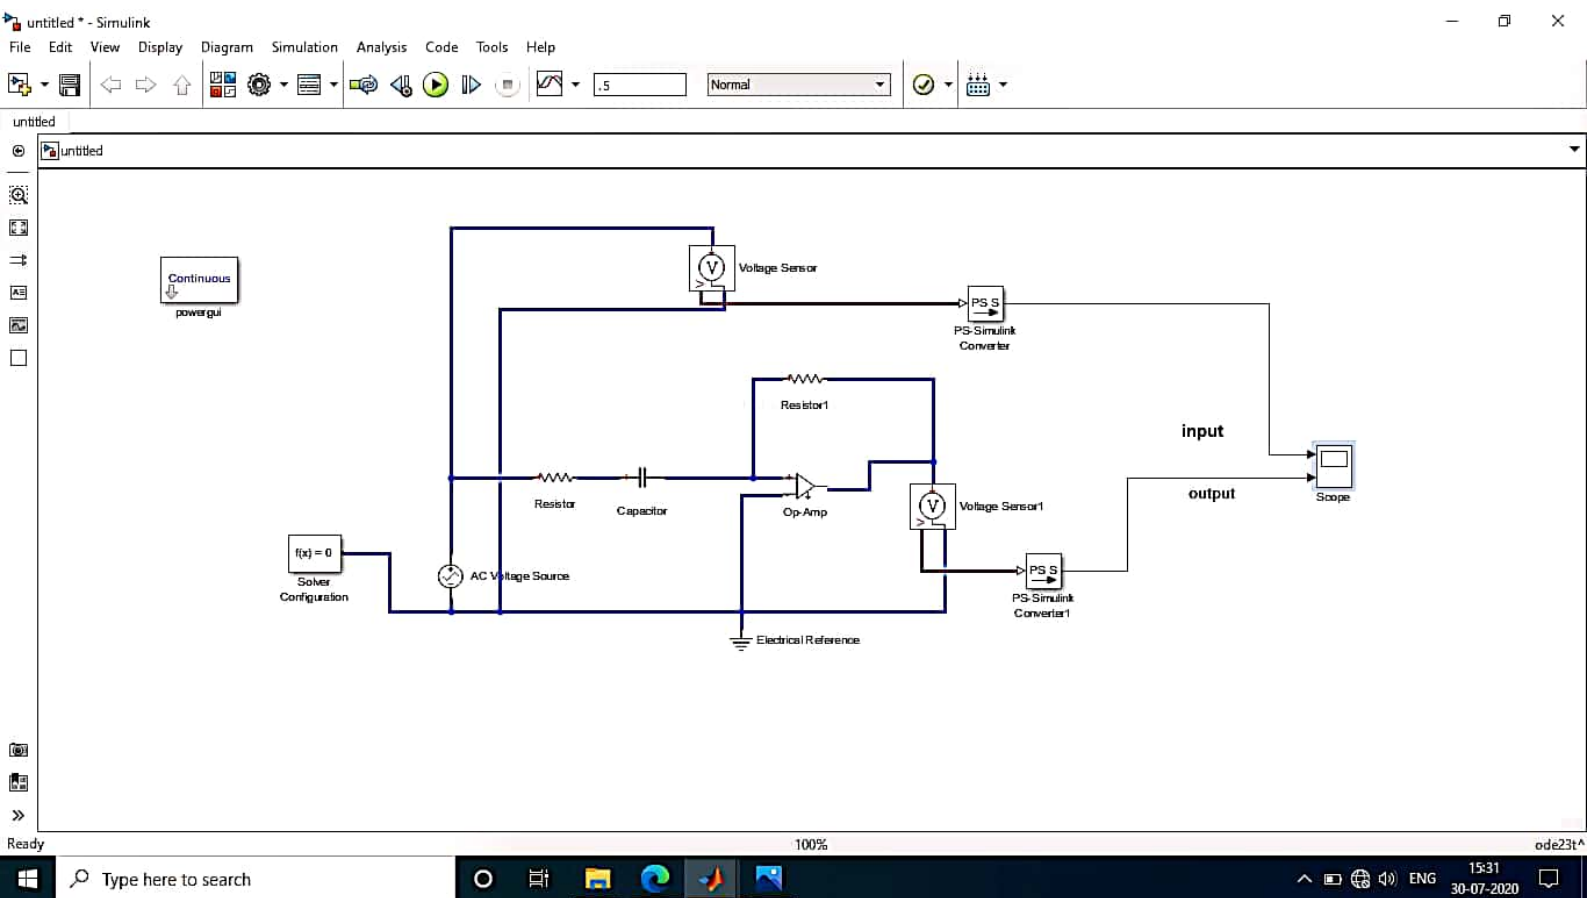 untitled * - Simulink
File Edit View Display Diagram Simulation Analysis Code Tools Help
.5
Normal
untitled
untitled
Voltage Sensor
Continuous
powergui
PS S
PS-Simulink
Converter
Resistor1
input
Resistor
Capacitor
Op-Amp
Voltage Sensor1
output
Scope
f(x) = 0
Solver
Configuration
AC Voltage Source
PS S
PS-Simulink
Converter1
Electrical Reference
Ready
100%
ode23t^
Type here to search
ENG
15:31
30-07-2020